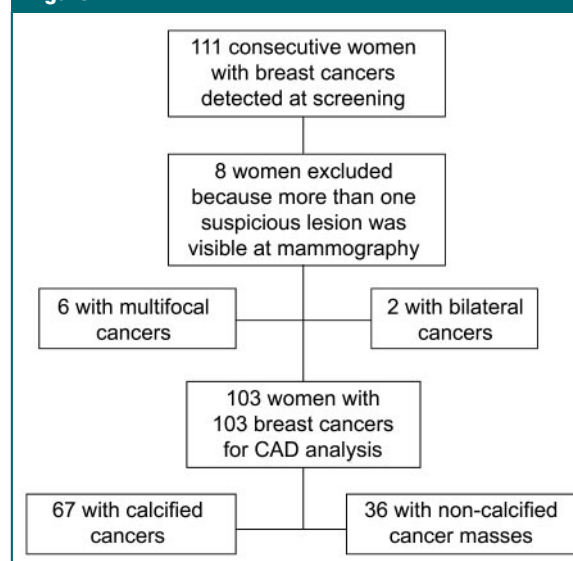 111 consecutive women
with breast cancers
detected at screening
8 women excluded
because more than one
suspicious lesion was
visible at mammography
6 with multifocal
cancers
2 with bilateral
cancers
103 women with
103 breast cancers
for CAD analysis
67 with calcified
cancers
36 with non-calcified
cancer masses